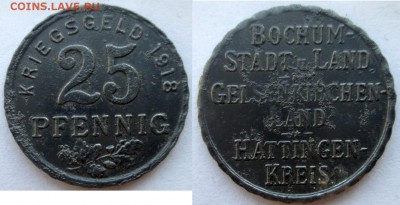 COINS.LAVE.RU
KRIEGSGELD 1918
25
PFENNIG
BOCHUM-
STADT U. LAND
GELSENKIRCHEN-
LAND
HATTINGEN-
KREIS